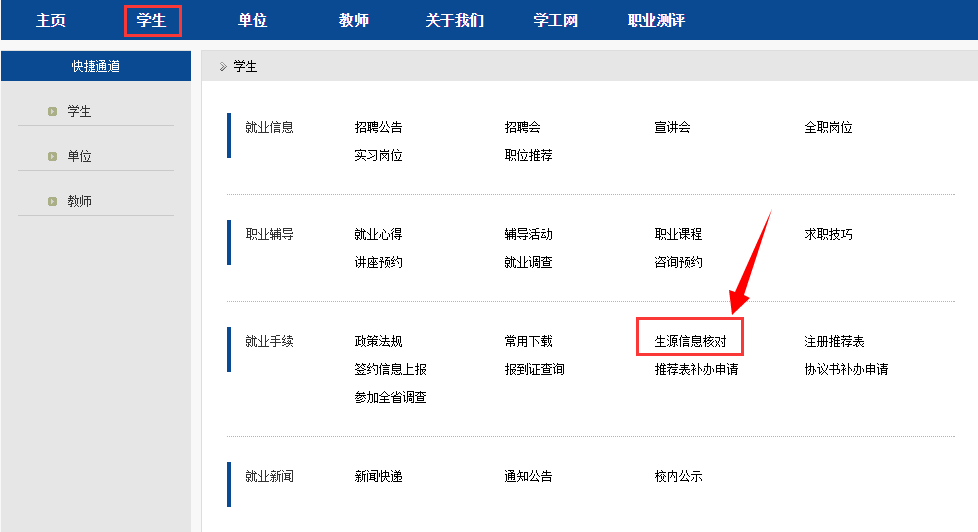 主页 学生 单位 教师 关于我们 学工网 职业测评
快捷通道
学生
单位
教师
学生
就业信息 招聘公告 招聘会 宣讲会 全职岗位
实习岗位 职位推荐
职业辅导 就业心得 辅导活动 职业课程 求职技巧
讲座预约 就业调查 咨询预约
就业手续 政策法规 常用下载 生源信息核对 注册推荐表
签约信息上报 报到证查询 推荐表补办申请 协议书补办申请
参加全省调查
就业新闻 新闻快递 通知公告 校内公示